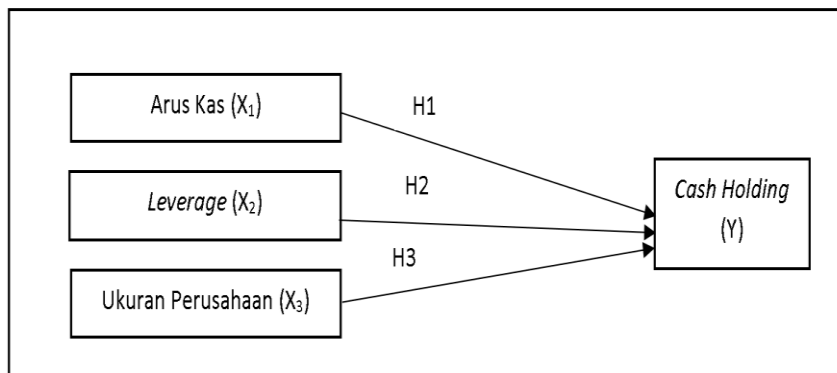 Arus Kas (X₁)
H1
Leverage (X₂)
H2
Cash Holding
(Y)
H3
Ukuran Perusahaan (X₃)